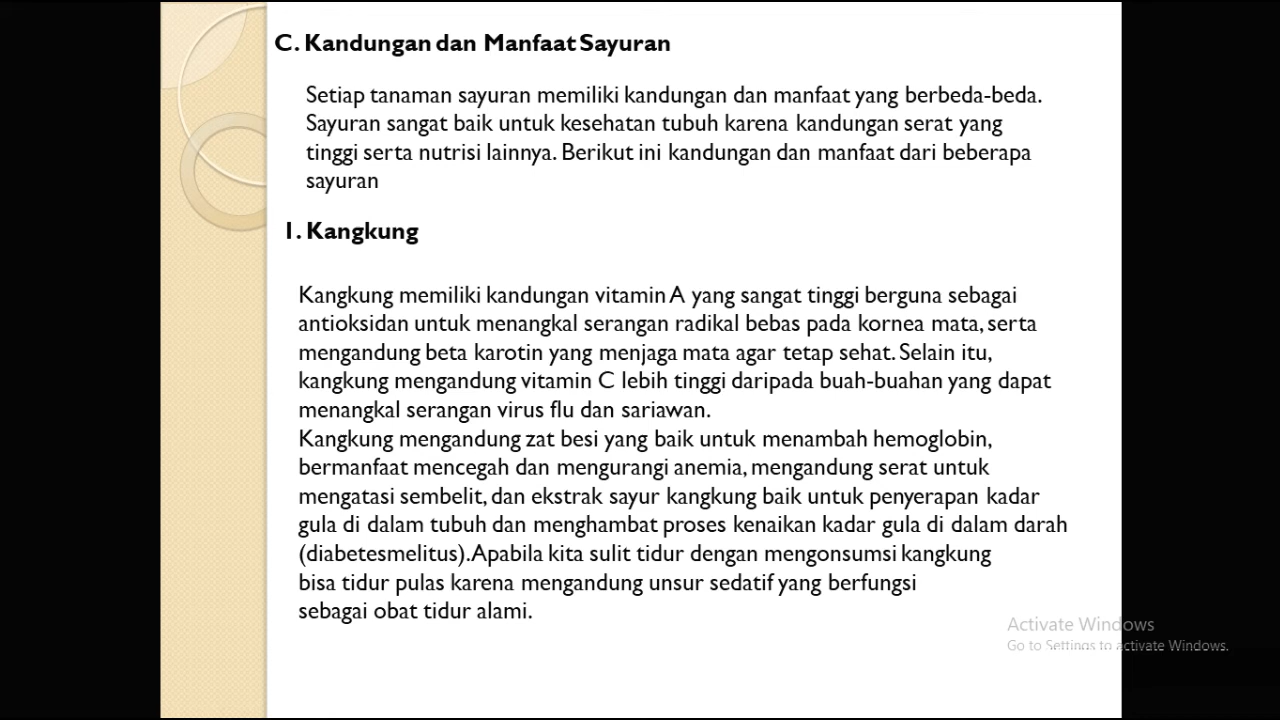 C. Kandungan dan Manfaat Sayuran
Setiap tanaman sayuran memiliki kandungan dan manfaat yang berbeda-beda.
Sayuran sangat baik untuk kesehatan tubuh karena kandungan serat yang
tinggi serta nutrisi lainnya. Berikut ini kandungan dan manfaat dari beberapa
sayuran
1. Kangkung
Kangkung memiliki kandungan vitamin A yang sangat tinggi berguna sebagai
antioksidan untuk menangkal serangan radikal bebas pada kornea mata, serta
mengandung beta karotin yang menjaga mata agar tetap sehat. Selain itu,
kangkung mengandung vitamin C lebih tinggi daripada buah-buahan yang dapat
menangkal serangan virus flu dan sariawan.
Kangkung mengandung zat besi yang baik untuk menambah hemoglobin,
bermanfaat mencegah dan mengurangi anemia, mengandung serat untuk
mengatasi sembelit, dan ekstrak sayur kangkung baik untuk penyerapan kadar
gula di dalam tubuh dan menghambat proses kenaikan kadar gula di dalam darah
(diabetesmelitus). Apabila kita sulit tidur dengan mengonsumsi kangkung
bisa tidur pulas karena mengandung unsur sedatif yang berfungsi
sebagai obat tidur alami.
Activate Windows
Go to Settings to activate Windows.